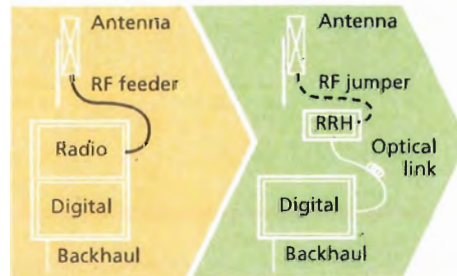 Antenna
RF feeder
Radio
Digital
Backhaul
Antenna
RF jumper
RRH
Optical
link
Digital
Backhaul